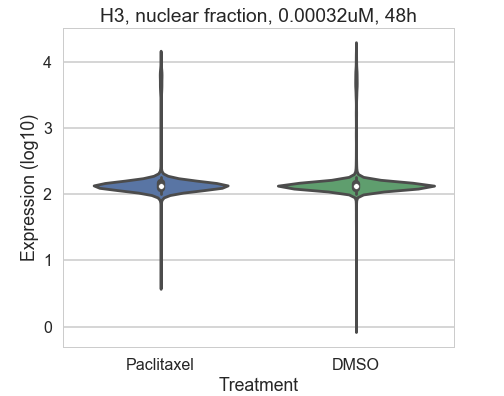 H3, nuclear fraction, 0.00032uM, 48h
Expression (log10)
4
3
2
1
0
Paclitaxel
DMSO
Treatment